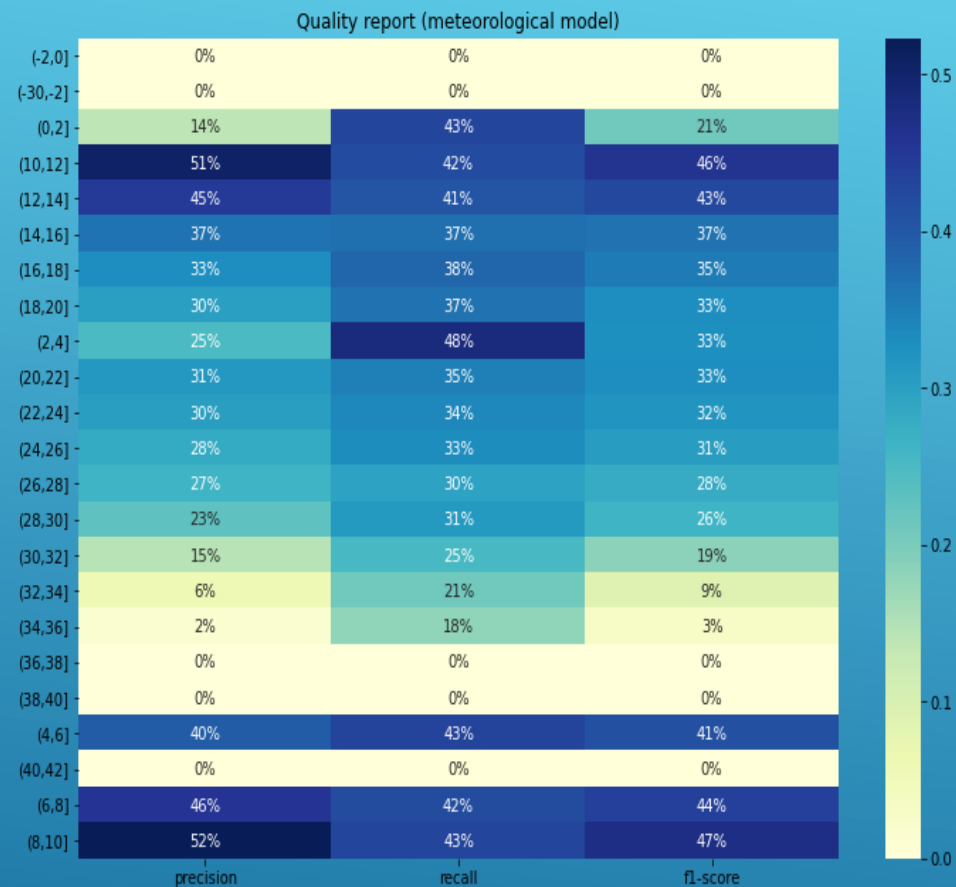 Quality report (meteorological model)
(-2,0] 0% 0% 0%
(-30,-2] 0% 0% 0%
(0,2] 14% 43% 21%
(10,12] 51% 42% 46%
(12,14] 45% 41% 43%
(14,16] 37% 37% 37%
(16,18] 33% 38% 35%
(18,20] 30% 37% 33%
(2,4] 25% 48% 33%
(20,22] 31% 35% 33%
(22,24] 30% 34% 32%
(24,26] 28% 33% 31%
(26,28] 27% 30% 28%
(28,30] 23% 31% 26%
(30,32] 15% 25% 19%
(32,34] 6% 21% 9%
(34,36] 2% 18% 3%
(36,38] 0% 0% 0%
(38,40] 0% 0% 0%
(4,6] 40% 43% 41%
(40,42] 0% 0% 0%
(6,8] 46% 42% 44%
(8,10] 52% 43% 47%
precision recall f1-score
0.5
0.4
0.3
0.2
0.1
0.0